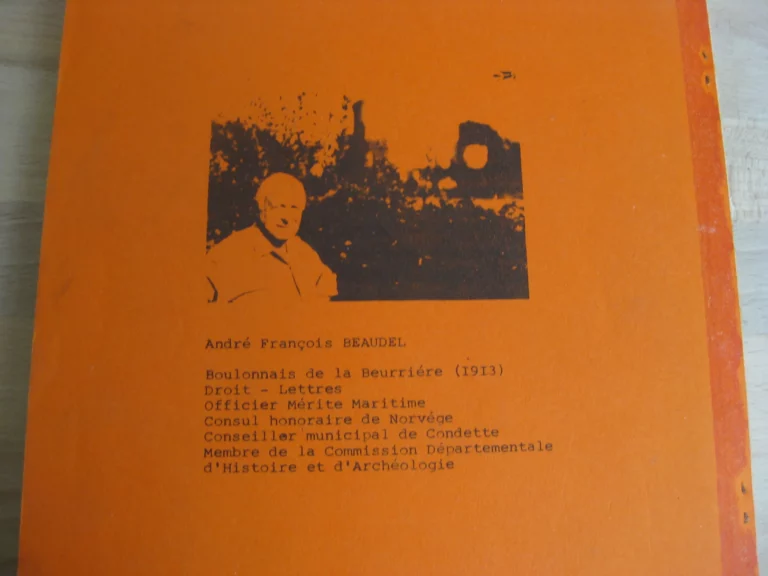 André François BEAUDEL
Boulonnais de la Beurriére (I9I3)
Droit - Lettres
Officier Mérite Maritime
Consul honoraire de Norvége
Conseiller municipal de Condette
Membre de la Commission Départementale
d'Histoire et d'Archéologie